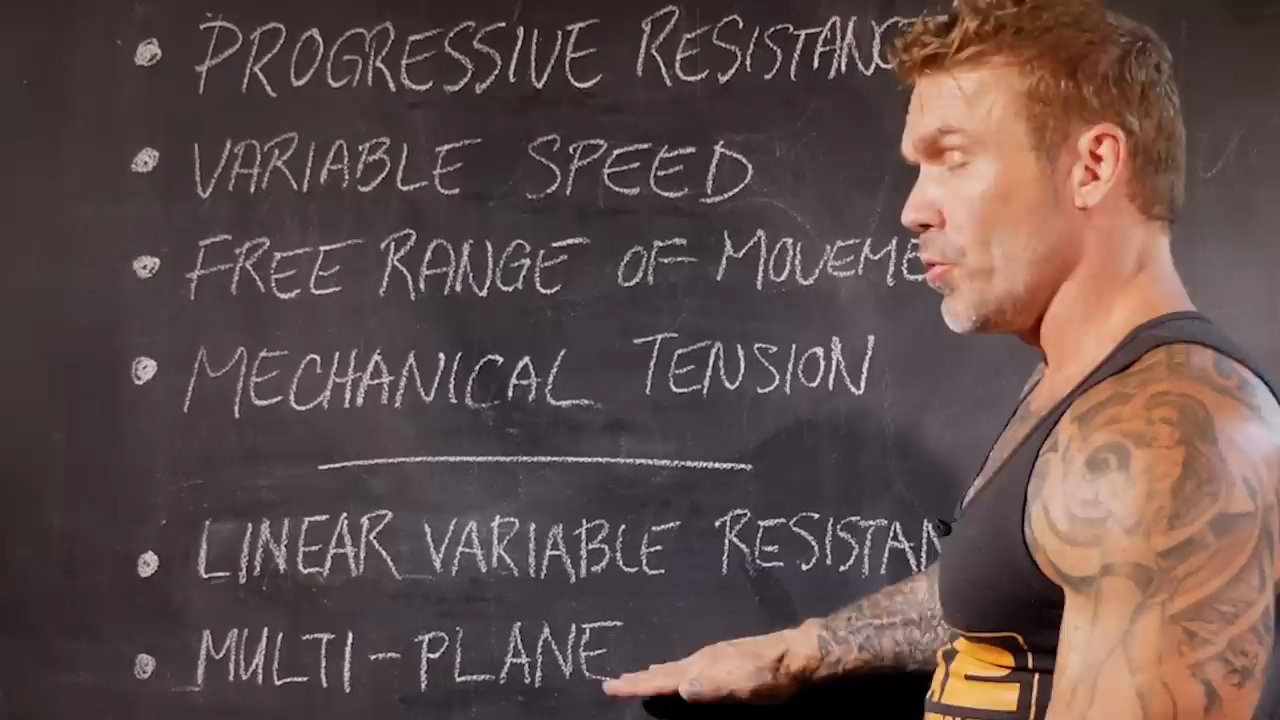 • PROGRESSIVE RESISTANC
• VARIABLE SPEED
• FREE RANGE OF MOVEME
• MECHANICAL TENSION
• LINEAR VARIABLE RESISTAN
• MULTI-PLANE